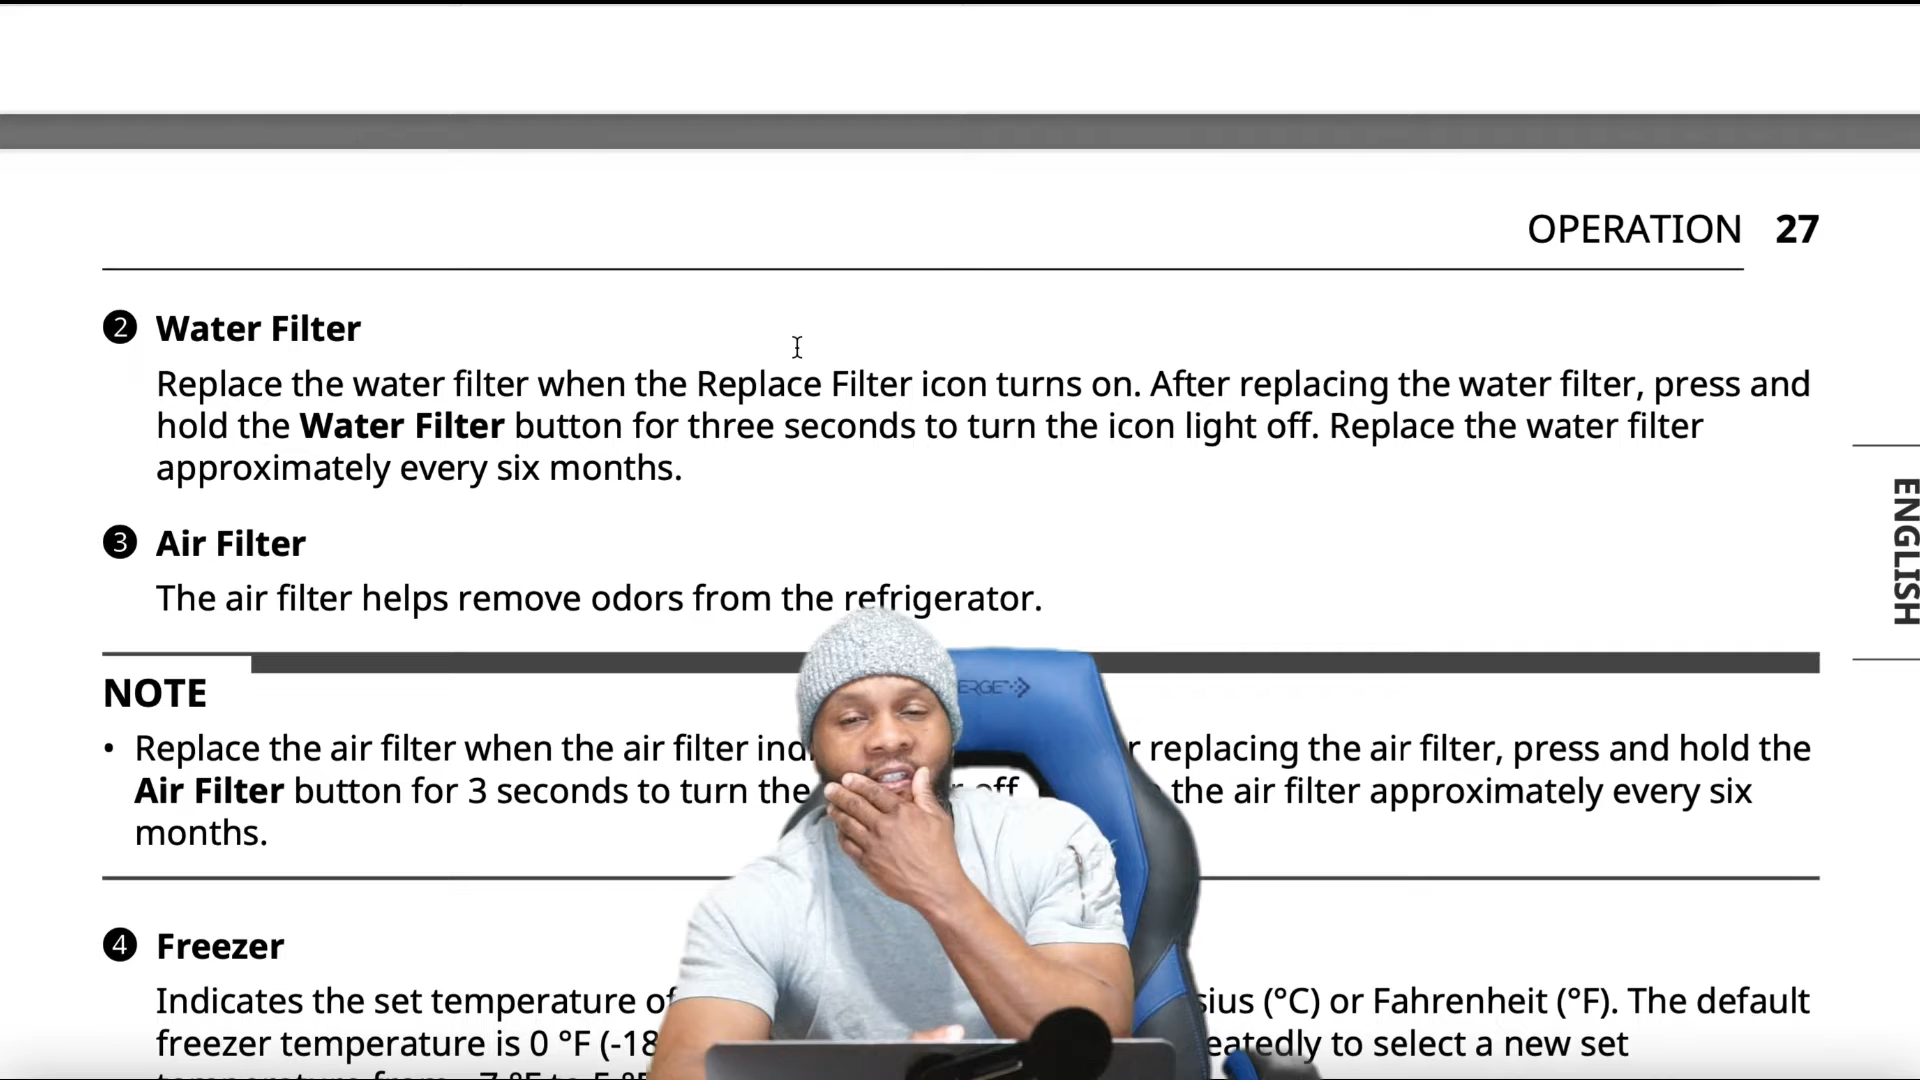 OPERATION 27
2 Water Filter
Replace the water filter when the Replace Filter icon turns on. After replacing the water filter, press and
hold the Water Filter button for three seconds to turn the icon light off. Replace the water filter
approximately every six months.
3 Air Filter
The air filter helps remove odors from the refrigerator.
ENGLISH
NOTE
• Replace the air filter when the air filter replacing the air filter, press and hold the
Air Filter button for 3 seconds to turn the off the air filter approximately every six
months.
4 Freezer
Indicates the set temperature (°C) or Fahrenheit (°F). The default
freezer temperature is 0 °F to select a new set